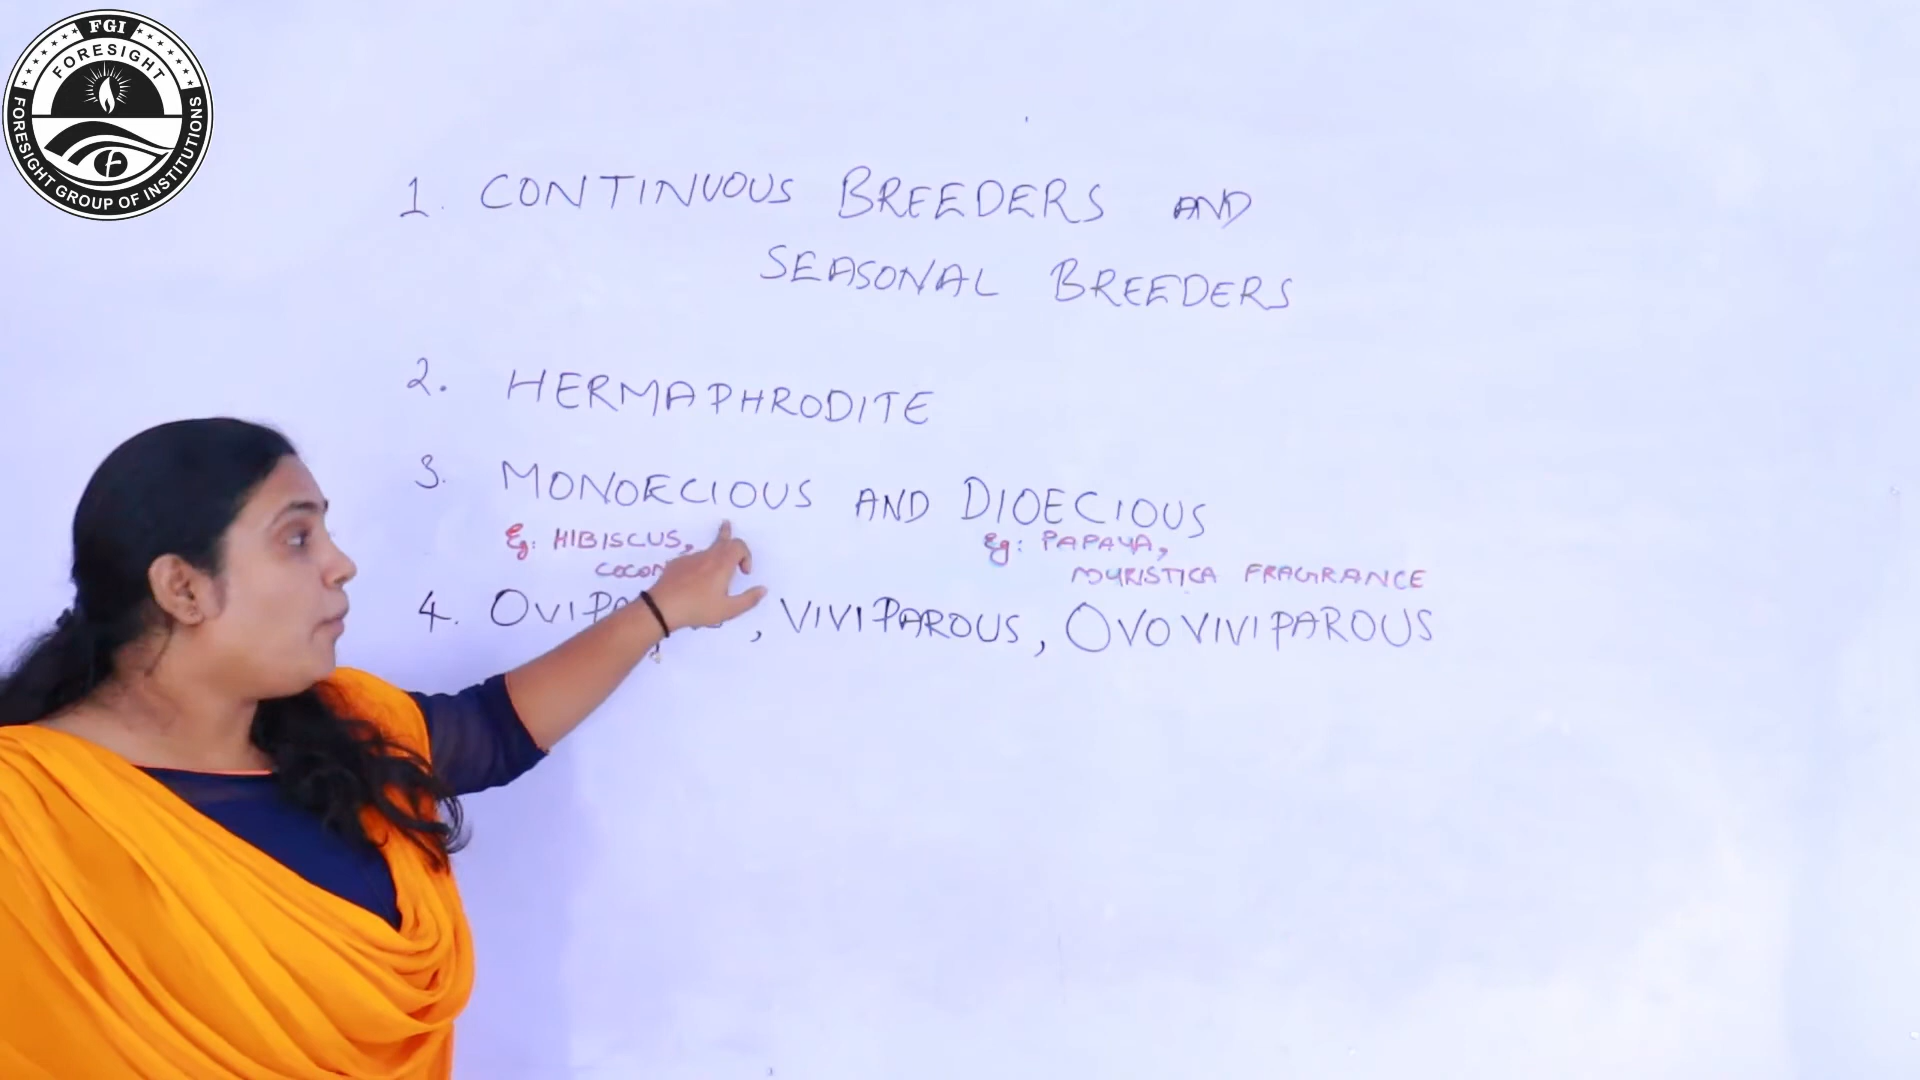 FGI
FORESIGHT
FORESIGHT GROUP OF INSTITUTIONS
1. CONTINUOUS BREEDERS AND
SEASONAL BREEDERS
2. HERMAPHRODITE
3. MONOECIOUS AND DIOECIOUS
Eg: HIBISCUS, Eg: PAPAYA,
MYRISTICA FRAGRANCE
4. , VIVIPAROUS, OVOVIVIPAROUS